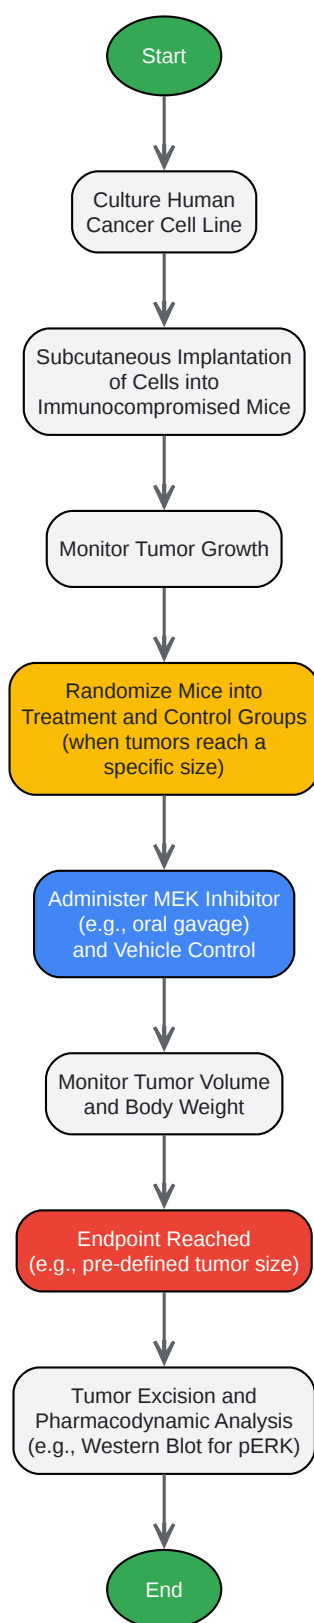 Start
Culture Human
Cancer Cell Line
Subcutaneous Implantation
of Cells into
Immunocompromised Mice
Monitor Tumor Growth
Randomize Mice into
Treatment and Control Groups
(when tumors reach a
specific size)
Administer MEK Inhibitor
(e.g., oral gavage)
and Vehicle Control
Monitor Tumor Volume
and Body Weight
Endpoint Reached
(e.g., pre-defined tumor size)
Tumor Excision and
Pharmacodynamic Analysis
(e.g., Western Blot for pERK)
End